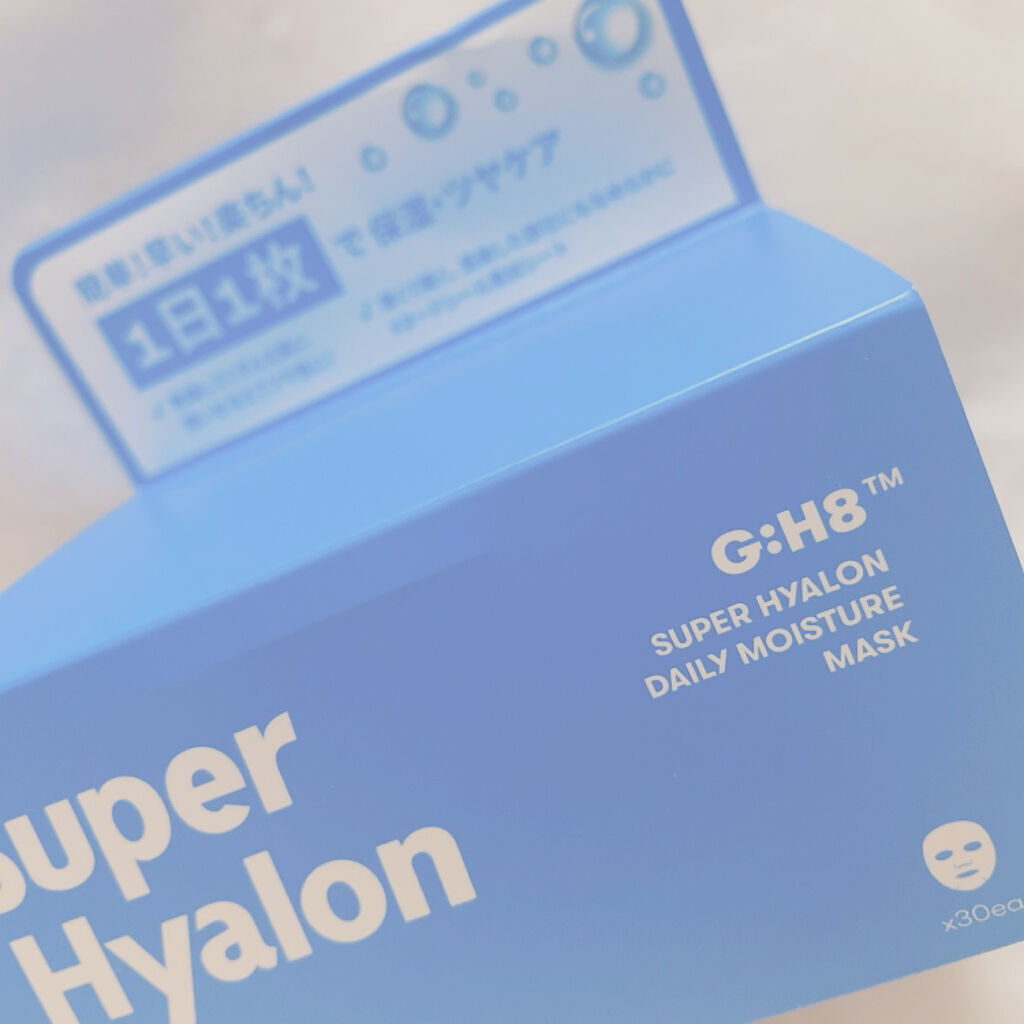 簡単!早い!楽ちん!
1日1枚で保湿・ツヤケア
G:H8™
SUPER HYALON
DAILY MOISTURE
MASK
Super
Hyalon
x30ea